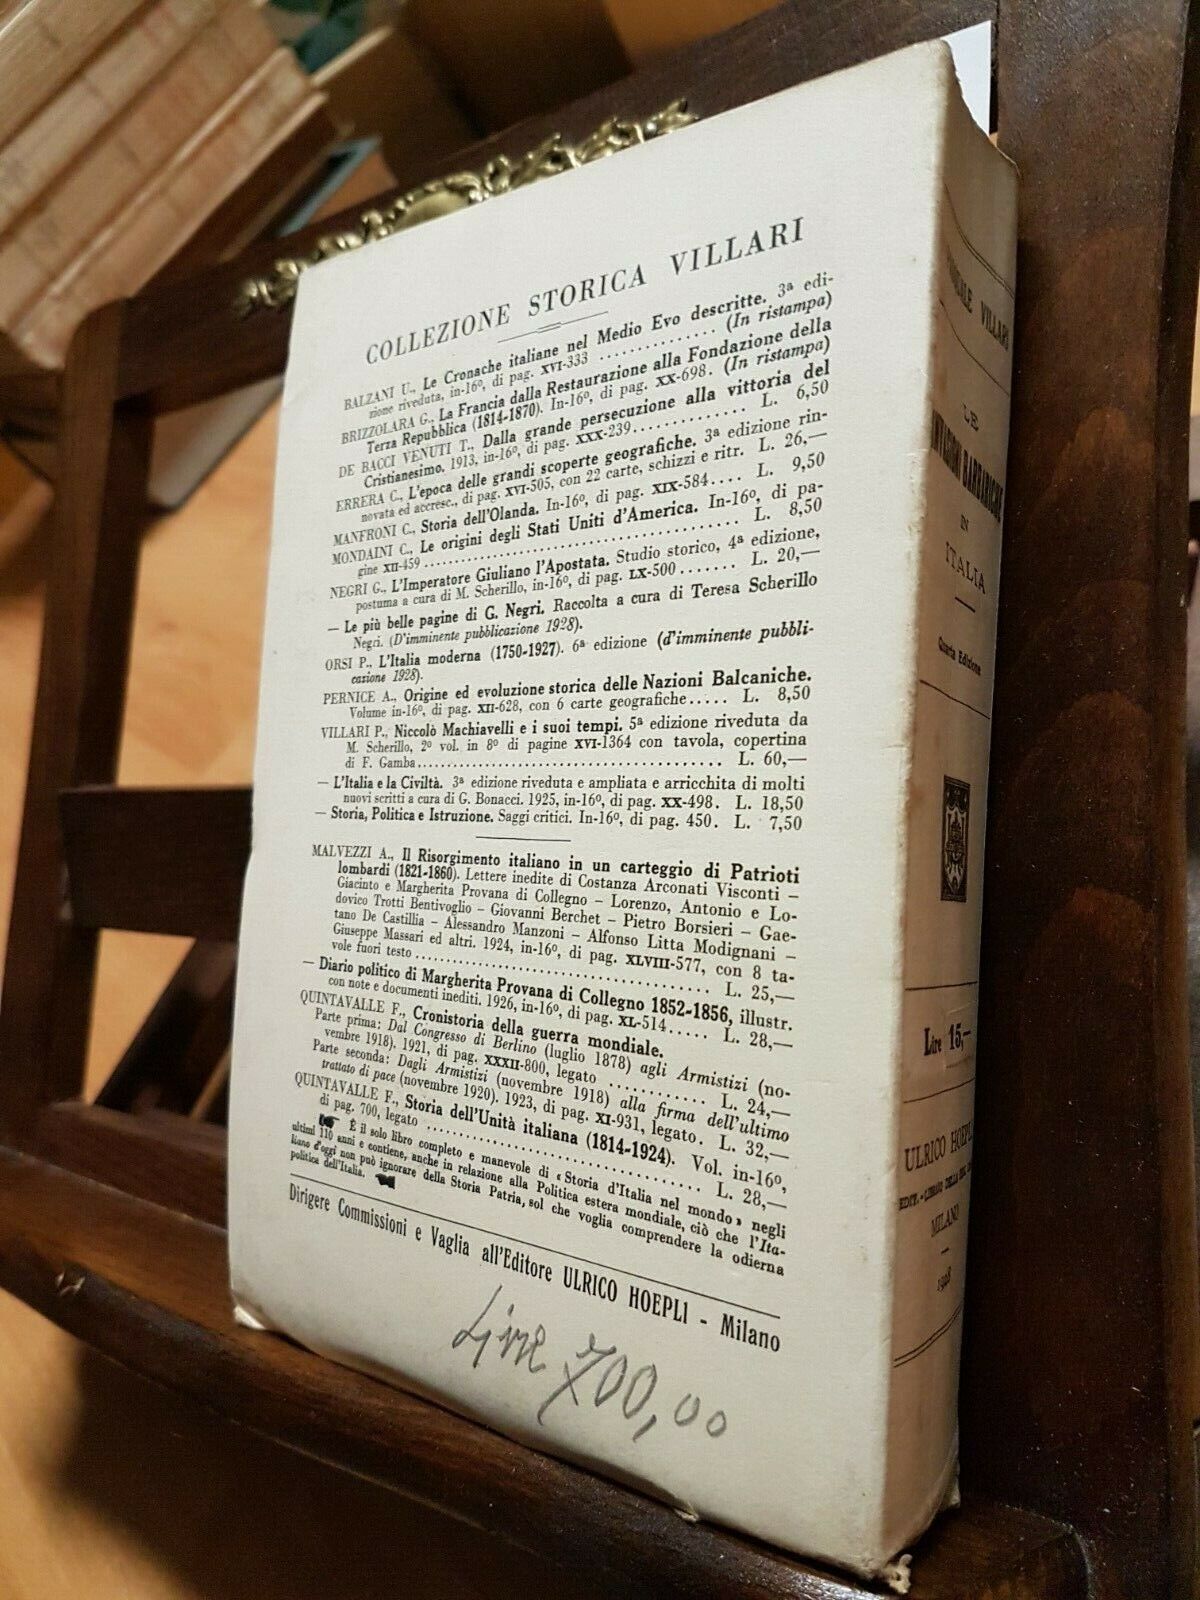 COLLEZIONE STORICA VILLARI
BALZANI U., Le Cronache italiane nel Medio Evo descritte. 3ª edi-
zione riveduta, in-16º, di pag. XVI-333 .............. (In ristampa)
BRIZZOLARA G., La Francia dalla Restaurazione alla Fondazione della
Terza Repubblica (1814-1870). In-16º, di pag. XX-698. (In ristampa)
DE BACCI VENUTI T., Dalla grande persecuzione alla vittoria del
Cristianesimo. 1913, in-16º, di pag. XXX-239............ L. 6,50
ERRERA C., L'epoca delle grandi scoperte geografiche. 3ª edizione rin-
novata ed accresc., di pag. XVI-505, con 22 carte, schizzi e ritr. L. 26,—
MANFRONI C., Storia dell'Olanda. In-16º, di pag. XIX-584.... L. 9,50
MONDAINI C., Le origini degli Stati Uniti d'America. In-16º, di pa-
gine XII-459 ........................................ L. 8,50
NEGRI G., L'Imperatore Giuliano l'Apostata. Studio storico, 4ª edizione,
postuma a cura di M. Scherillo, in-16º, di pag. LX-500 ....... L. 20,—
— Le più belle pagine di G. Negri. Raccolta a cura di Teresa Scherillo
Negri. (D'imminente pubblicazione 1928).
ORSI P., L'Italia moderna (1750-1927). 6ª edizione (d'imminente pubbli-
cazione 1928).
PERNICE A., Origine ed evoluzione storica delle Nazioni Balcaniche.
Volume in-16º, di pag. XII-628, con 6 carte geografiche..... L. 8,50
VILLARI P., Niccolò Machiavelli e i suoi tempi. 5ª edizione riveduta da
M. Scherillo, 2º vol. in 8º di pagine XVI-1364 con tavola, copertina
di F. Gamba........................................ L. 60,—
— L'Italia e la Civiltà. 3ª edizione riveduta e ampliata e arricchita di molti
nuovi scritti a cura di G. Bonacci. 1925, in-16º, di pag. XX-498. L. 18,50
— Storia, Politica e Istruzione. Saggi critici. In-16º, di pag. 450. L. 7,50
MALVEZZI A., Il Risorgimento italiano in un carteggio di Patrioti
lombardi (1821-1860). Lettere inedite di Costanza Arconati Visconti –
Giacinto e Margherita Provana di Collegno – Lorenzo, Antonio e Lo-
dovico Trotti Bentivoglio – Giovanni Berchet – Pietro Borsieri – Gae-
tano De Castillia – Alessandro Manzoni – Alfonso Litta Modignani –
Giuseppe Massari ed altri. 1924, in-16º, di pag. XLVIII-577, con 8 ta-
vole fuori testo ........................................ L. 25,—
— Diario politico di Margherita Provana di Collegno 1852-1856, illustr.
con note e documenti inediti. 1926, in-16º, di pag. XL-514..... L. 28,—
QUINTAVALLE F., Cronistoria della guerra mondiale.
Parte prima: Dal Congresso di Berlino (luglio 1878) agli Armistizi (no-
vembre 1918). 1921, di pag. XXXII-800, legato .......... L. 24,—
Parte seconda: Dagli Armistizi (novembre 1918) alla firma dell'ultimo
trattato di pace (novembre 1920). 1923, di pag. XI-931, legato. L. 32,—
QUINTAVALLE F., Storia dell'Unità italiana (1814-1924). Vol. in-16º,
di pag. 700, legato ........................................ L. 28,—
È il solo libro completo e manevole di « Storia d'Italia nel mondo » negli
ultimi 110 anni e contiene, anche in relazione alla Politica estera mondiale, ciò che l'Ita-
liano d'oggi non può ignorare della Storia Patria, sol che voglia comprendere la odierna
politica dell'Italia.
Dirigere Commissioni e Vaglia all'Editore ULRICO HOEPLI - Milano
Lire 700,00
VILLARI
LE
INVASIONI BARBARICHE
IN
ITALIA
Quarta Edizione
Lire 15,—
ULRICO HOEPLI
MILANO
1928